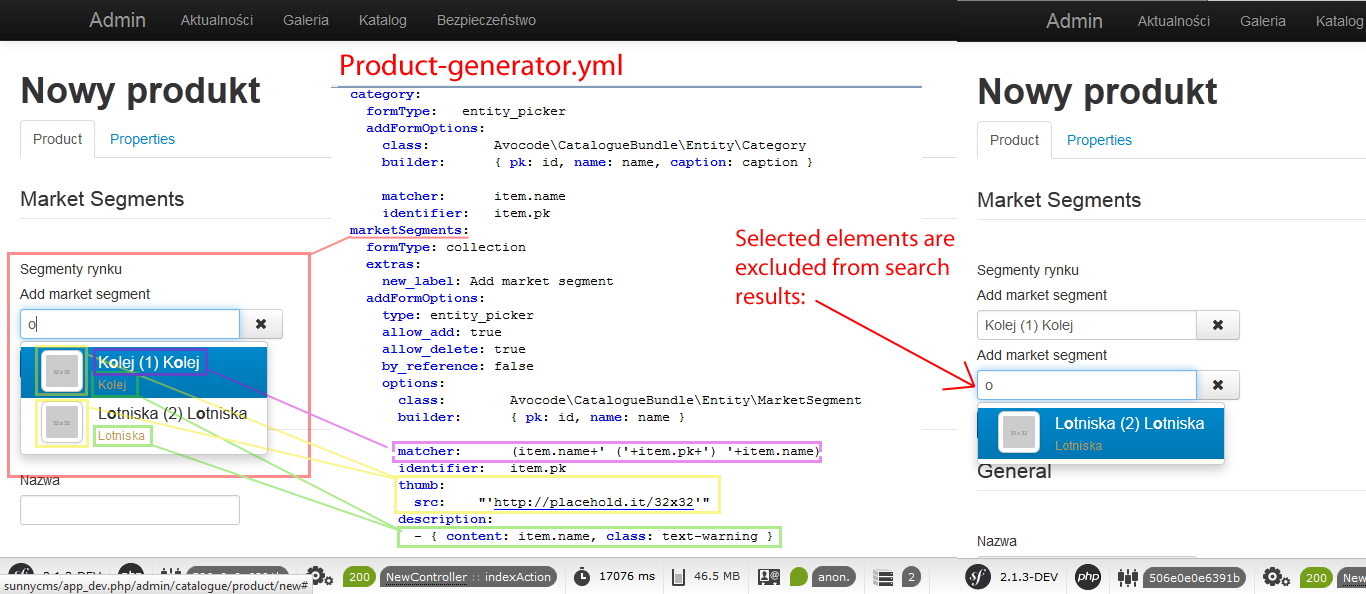 Admin Aktualności Galeria Katalog Bezpieczeństwo
Nowy produkt
Product Properties
Market Segments
Segmenty rynku
Add market segment
o
32 x 32
Kolej (1) Kolej
Kolej
32 x 32
Lotniska (2) Lotniska
Lotniska
Nazwa
Product-generator.yml
category:
formType: entity_picker
addFormOptions:
class: Avocode\CatalogueBundle\Entity\Category
builder: { pk: id, name: name, caption: caption }
matcher: item.name
identifier: item.pk
marketSegments:
formType: collection
extras:
new_label: Add market segment
addFormOptions:
type: entity_picker
allow_add: true
allow_delete: true
by_reference: false
options:
class: Avocode\CatalogueBundle\Entity\MarketSegment
builder: { pk: id, name: name }
matcher: (item.name+' ('+item.pk+') '+item.name)
identifier: item.pk
thumb:
src: "'http://placehold.it/32x32'"
description:
- { content: item.name, class: text-warning }
Selected elements are
excluded from search
results:
Admin Aktualności Galeria Katalog
Nowy produkt
Product Properties
Market Segments
Segmenty rynku
Add market segment
Kolej (1) Kolej
Add market segment
o
32 x 32
Lotniska (2) Lotniska
Lotniska
General
Nazwa
sunnycms/app_dev.php/admin/catalogue/product/new#
200 NewController :: indexAction 17076 ms 46.5 MB anon. 2
sf 2.1.3-DEV php 506e0e0e6391b 200 New